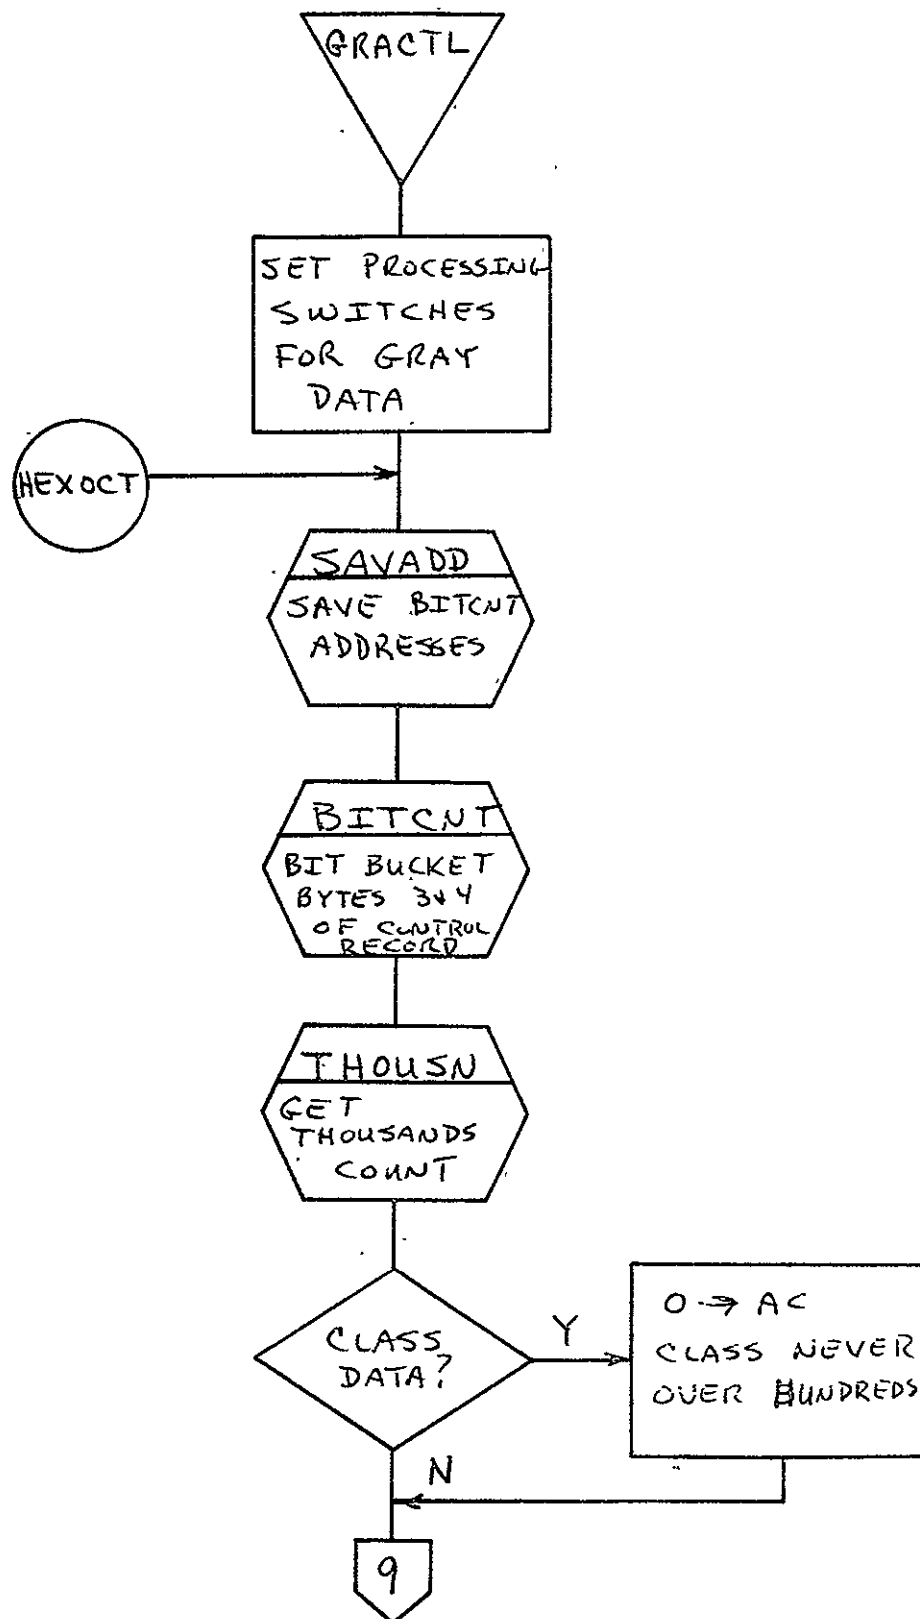 GRACTL
SET PROCESSING
SWITCHES
FOR GRAY
DATA
HEXOCT
SAVADD
SAVE BITCNT
ADDRESSES
BITCNT
BIT BUCKET
BYTES 3&4
OF CONTROL
RECORD
THOUSN
GET
THOUSANDS
COUNT
CLASS
DATA?
Y
0 → AC
CLASS NEVER
OVER HUNDREDS
N
9